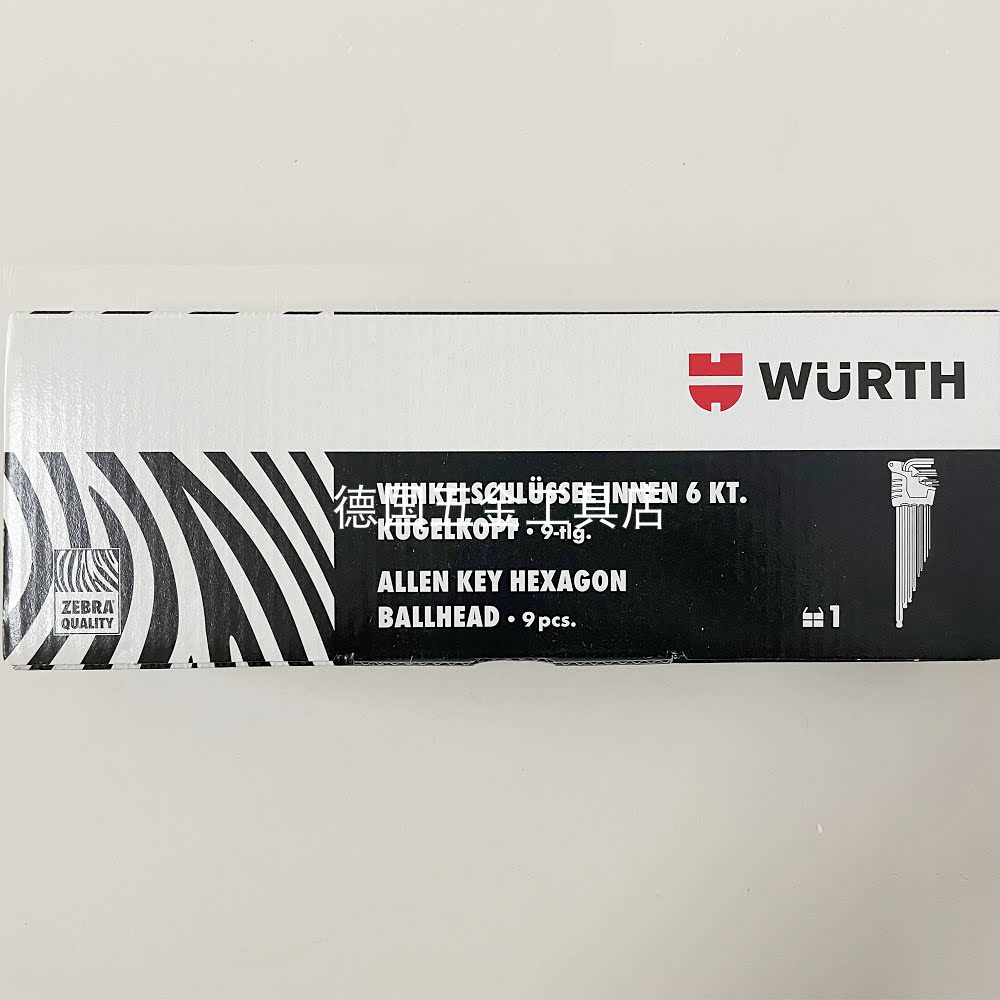 WÜRTH
WINKELSCHLÜSSEL INNEN 6 KT.
德国五金工具店
KUGELKOPF • 9-tlg.
ALLEN KEY HEXAGON
BALLHEAD • 9 pcs.
1
ZEBRA
QUALITY